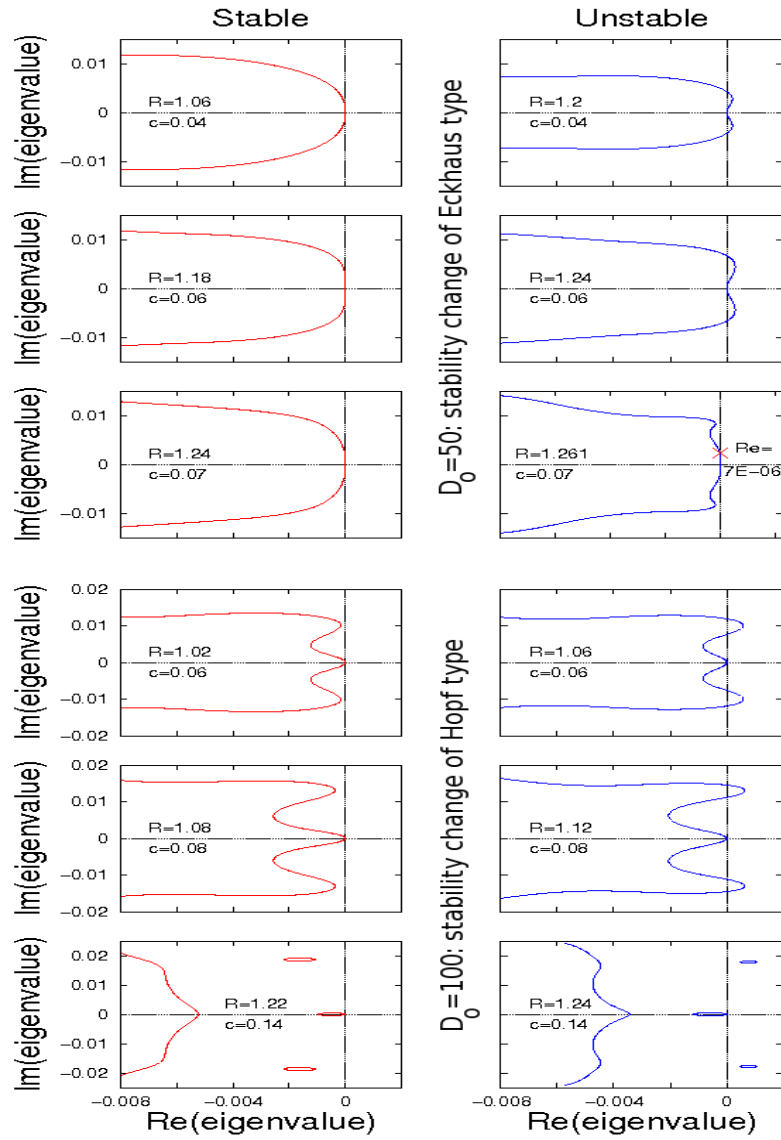 Stable
Unstable
Im(eigenvalue)
0.01
0
−0.01
R=1.06
c=0.04
R=1.2
c=0.04
Im(eigenvalue)
0.01
0
−0.01
R=1.18
c=0.06
R=1.24
c=0.06
Im(eigenvalue)
0.01
0
−0.01
R=1.24
c=0.07
R=1.261
c=0.07
Re=
7E−06
D₀=50: stability change of Eckhaus type
Im(eigenvalue)
0.02
0.01
0
−0.01
−0.02
R=1.02
c=0.06
R=1.06
c=0.06
Im(eigenvalue)
0.02
0.01
0
−0.01
−0.02
R=1.08
c=0.08
R=1.12
c=0.08
Im(eigenvalue)
0.02
0.01
0
−0.01
−0.02
R=1.22
c=0.14
R=1.24
c=0.14
D₀=100: stability change of Hopf type
−0.008
−0.004
0
−0.008
−0.004
0
Re(eigenvalue)
Re(eigenvalue)